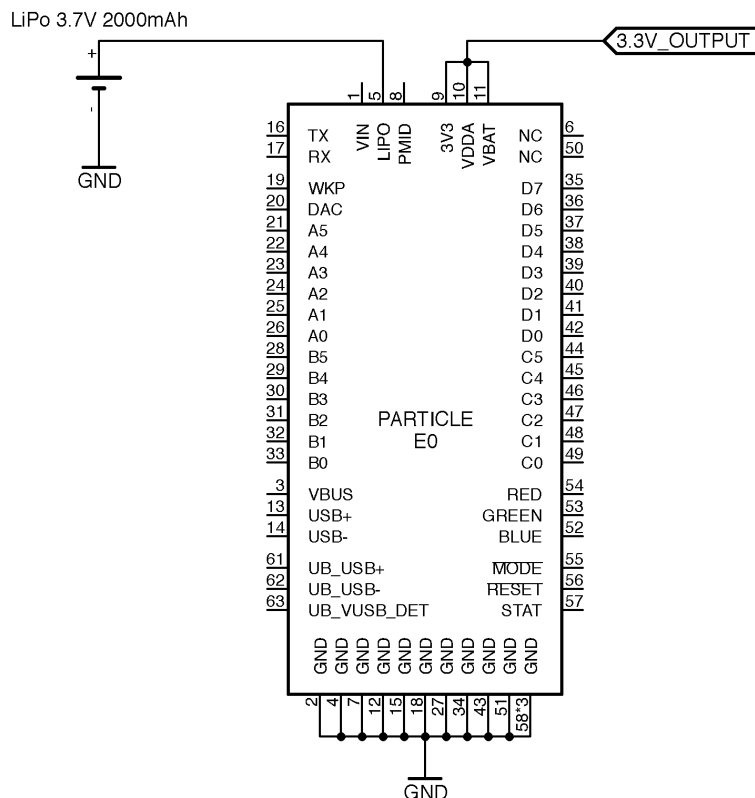 LiPo 3.7V 2000mAh
3.3V_OUTPUT
+
-
GND
1 5 8 9 10 11
VIN LIPO PMID 3V3 VDDA VBAT
16 TX NC 6
17 RX NC 50
19 WKP D7 35
20 DAC D6 36
21 A5 D5 37
22 A4 D4 38
23 A3 D3 39
24 A2 D2 40
25 A1 D1 41
26 A0 D0 42
28 B5 C5 44
29 B4 C4 45
30 B3 C3 46
31 B2 C2 47
32 B1 C1 48
33 B0 C0 49
PARTICLE
E0
3 VBUS RED 54
13 USB+ GREEN 53
14 USB- BLUE 52
61 UB_USB+ MODE 55
62 UB_USB- RESET 56
63 UB_VUSB_DET STAT 57
GND GND GND GND GND GND GND GND GND GND GND
2 4 7 12 15 18 27 34 43 51 58*3
GND